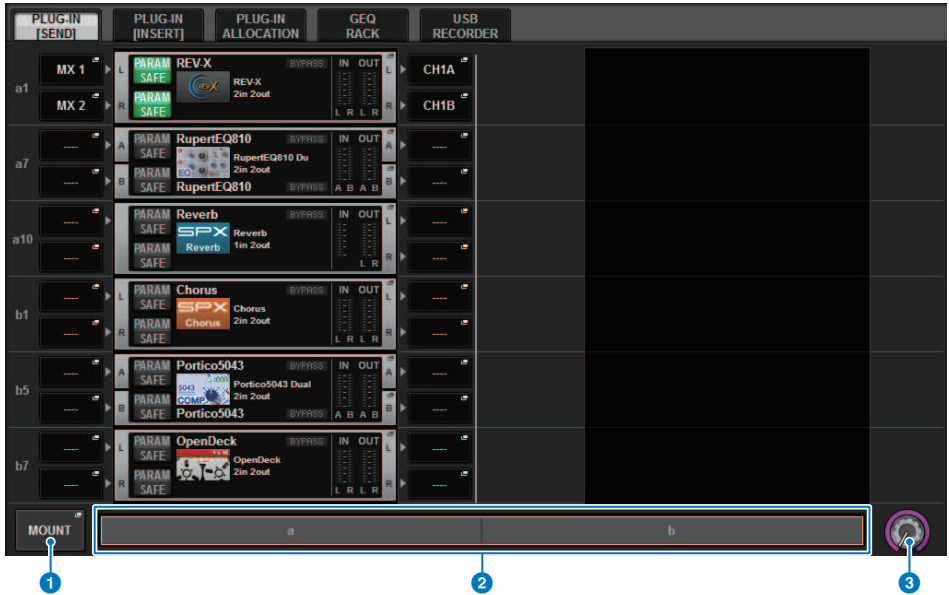 PLUG-IN [SEND]
PLUG-IN [INSERT]
PLUG-IN ALLOCATION
GEQ RACK
USB RECORDER
a1
MX 1
MX 2
L
R
PARAM SAFE
PARAM SAFE
REV-X
BYPASS
REV-X
REV-X
2in 2out
IN OUT
L R L R
L
R
CH1A
CH1B
a7
----
----
A
B
PARAM SAFE
PARAM SAFE
RupertEQ810
BYPASS
EQ
RupertEQ810 Du
2in 2out
RupertEQ810
BYPASS
IN OUT
A B A B
A
B
----
----
a10
----
----
PARAM SAFE
PARAM SAFE
Reverb
BYPASS
SPX
Reverb
Reverb
1in 2out
IN OUT
L R
L
R
----
----
b1
----
----
L
R
PARAM SAFE
PARAM SAFE
Chorus
BYPASS
SPX
Chorus
Chorus
2in 2out
IN OUT
L R L R
L
R
----
----
b5
----
----
A
B
PARAM SAFE
PARAM SAFE
Portico5043
BYPASS
5043
COMP
Portico5043 Dual
2in 2out
Portico5043
BYPASS
IN OUT
A B A B
A
B
----
----
b7
----
----
L
R
PARAM SAFE
PARAM SAFE
OpenDeck
BYPASS
VCM
OpenDeck
2in 2out
IN OUT
L R L R
L
R
----
----
MOUNT
a
b
1
2
3